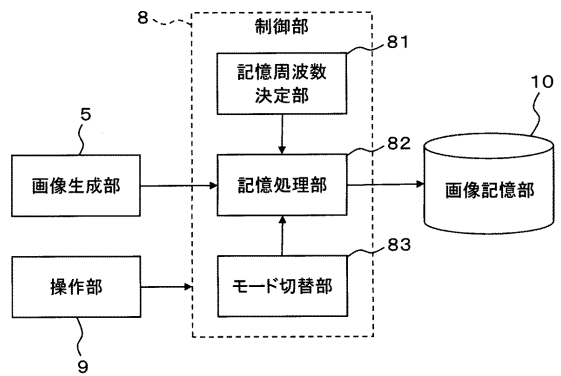 8
制御部
81
記憶周波数
決定部
5
画像生成部
82
記憶処理部
10
画像記憶部
83
モード切替部
操作部
9